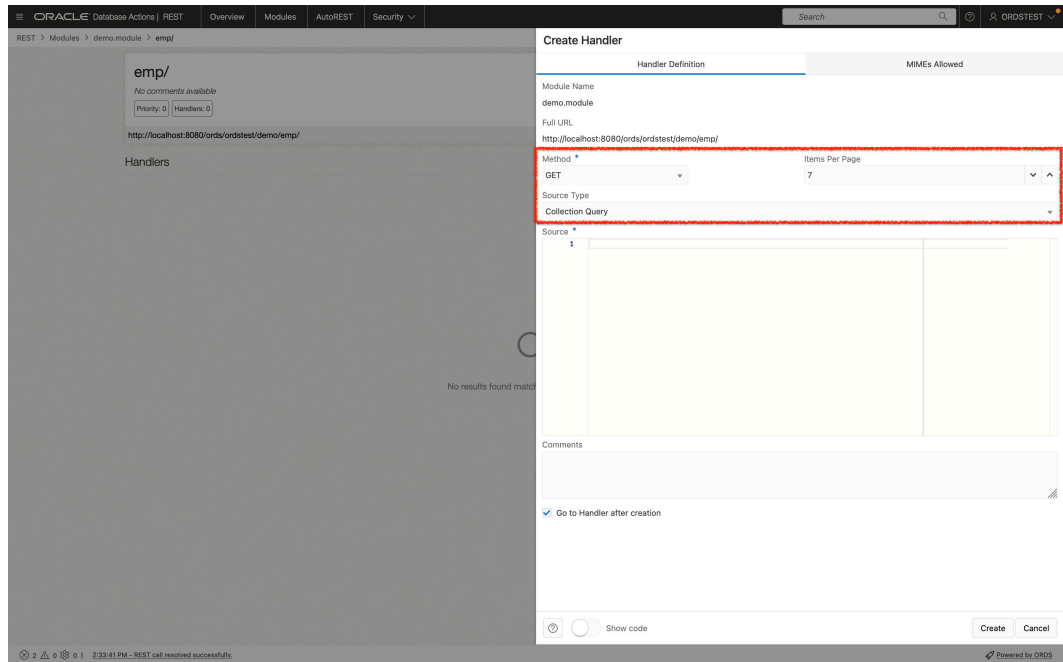 ORACLE Database Actions | REST Overview Modules AutoREST Security Search ORDSTEST
REST > Modules > demo.module > emp/
emp/
No comments available
Priority: 0 Handlers: 0
http://localhost:8080/ords/ordstest/demo/emp/
Handlers
No results found
Create Handler
Handler Definition MIMEs Allowed
Module Name
demo.module
Full URL
http://localhost:8080/ords/ordstest/demo/emp/
Method * Items Per Page
GET 7
Source Type
Collection Query
Source *
1
Comments
Go to Handler after creation
Show code Create Cancel
2 0 0 | 2:33:41 PM - REST call resolved successfully. Powered by ORDS